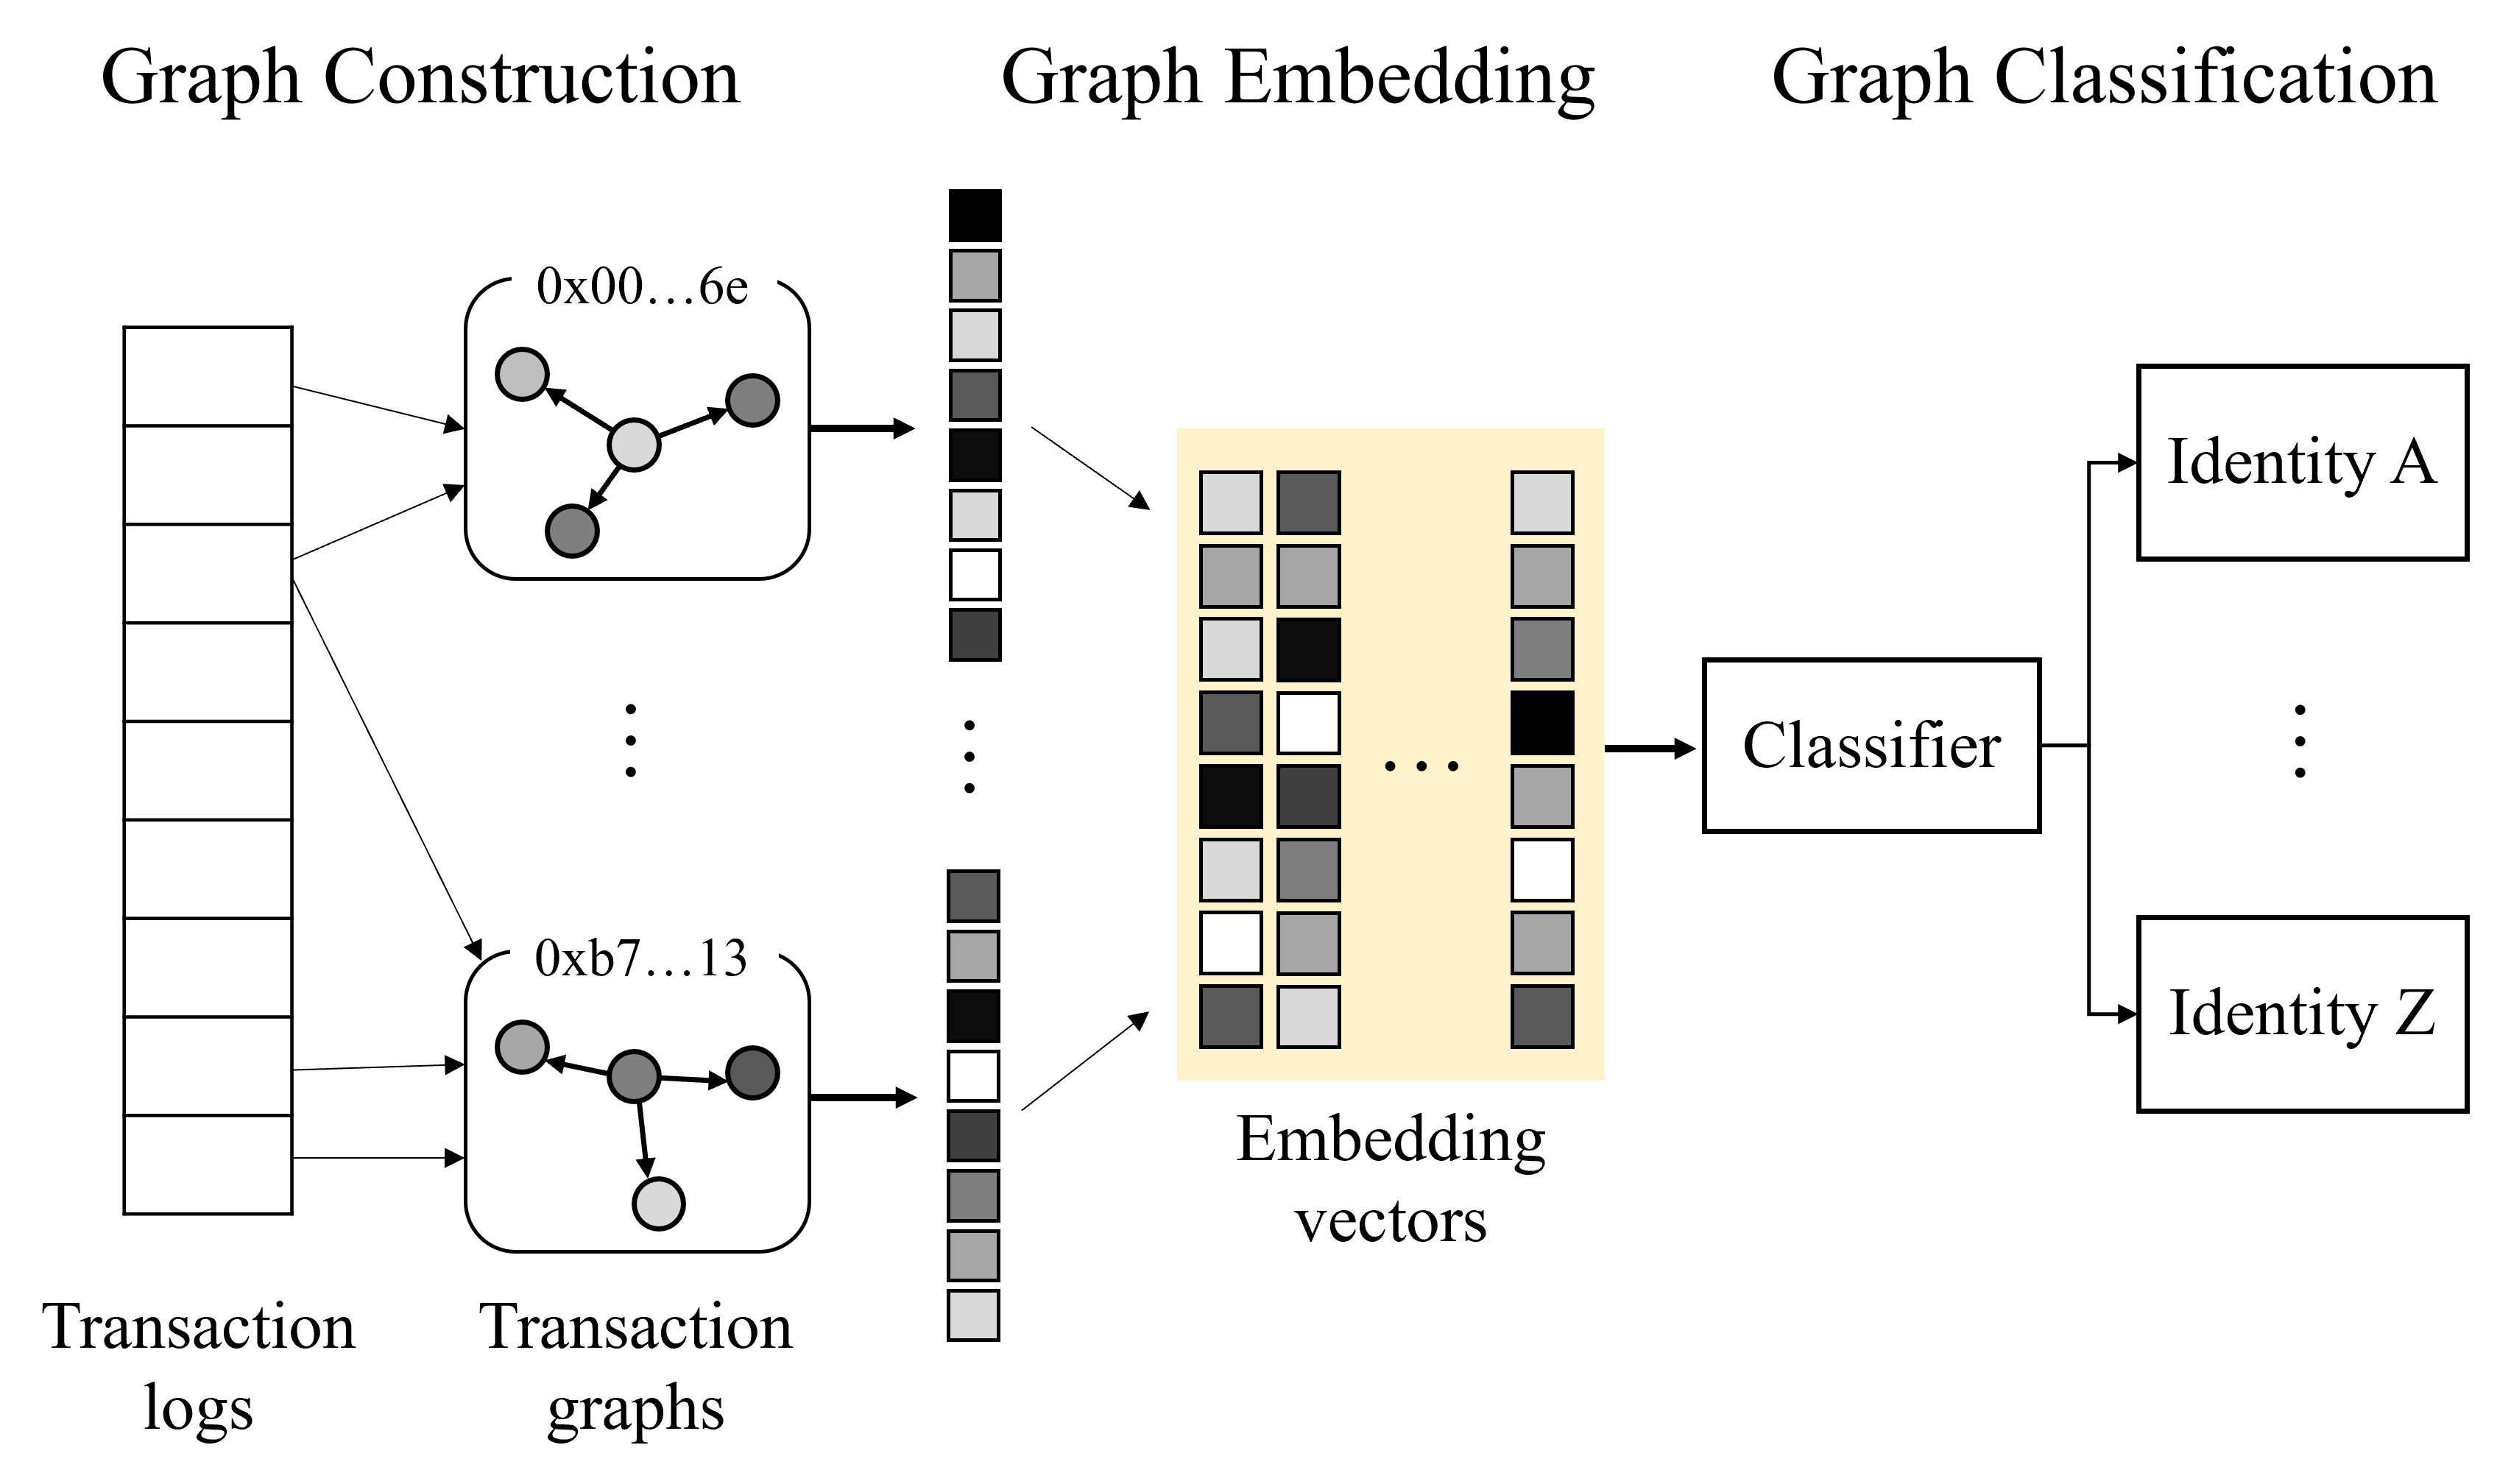 Graph Construction
Graph Embedding
Graph Classification
0x00…6e
0xb7…13
Transaction
logs
Transaction
graphs
Embedding
vectors
Classifier
Identity A
Identity Z